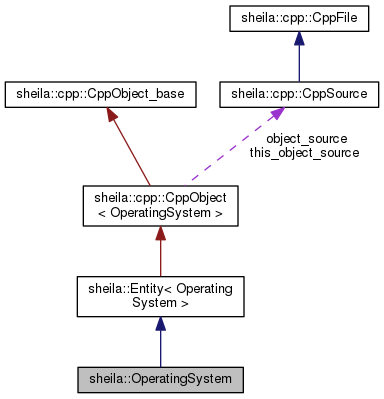 sheila::cpp::CppFile
sheila::cpp::CppObject_base
sheila::cpp::CppSource
object_source
this_object_source
sheila::cpp::CppObject
< OperatingSystem >
sheila::Entity< Operating
System >
sheila::OperatingSystem